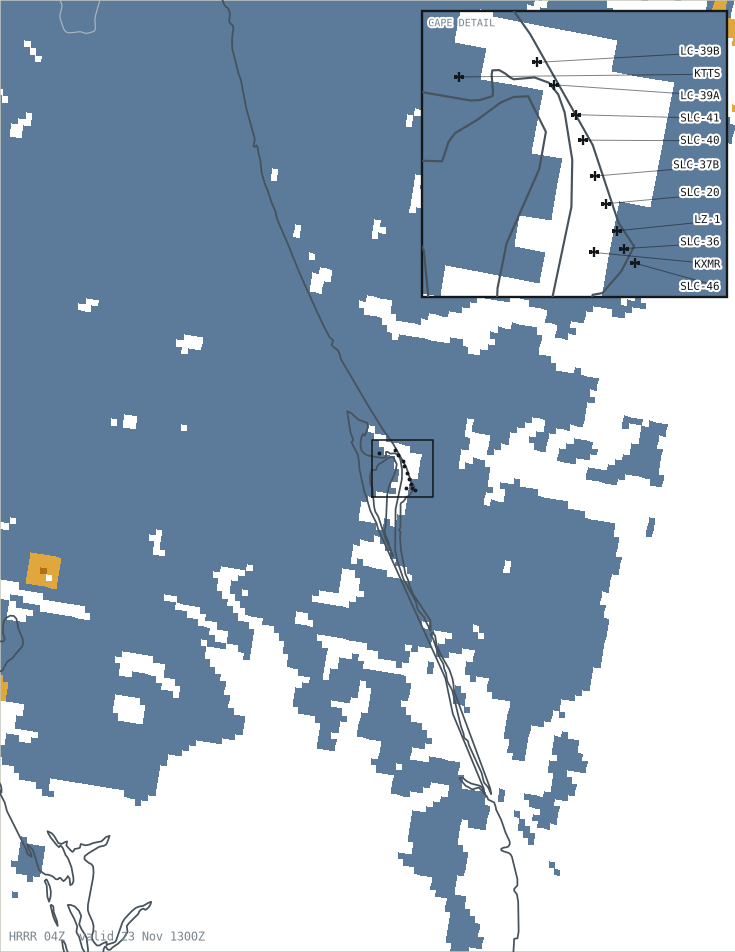 CAPE DETAIL
LC-39B
KTTS
LC-39A
SLC-41
SLC-40
SLC-37B
SLC-20
LZ-1
SLC-36
KXMR
SLC-46
HRRR 04Z valid 23 Nov 1300Z